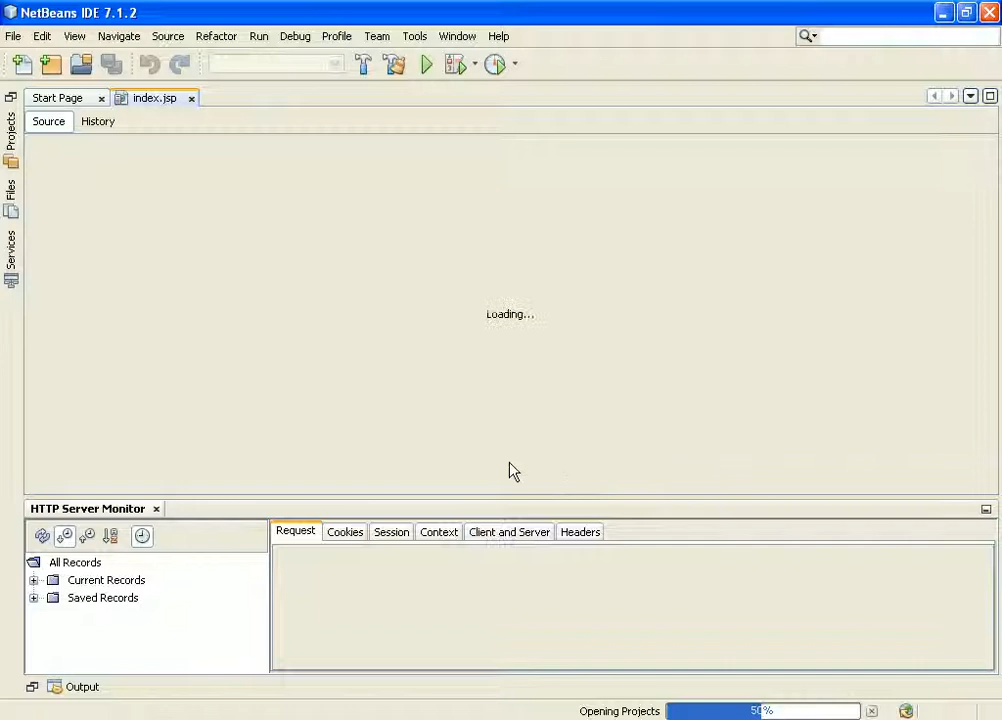 NetBeans IDE 7.1.2
File Edit View Navigate Source Refactor Run Debug Profile Team Tools Window Help
Start Page index.jsp
Source History
Projects
Files
Services
Loading...
HTTP Server Monitor
Request Cookies Session Context Client and Server Headers
All Records
Current Records
Saved Records
Output
Opening Projects 50%